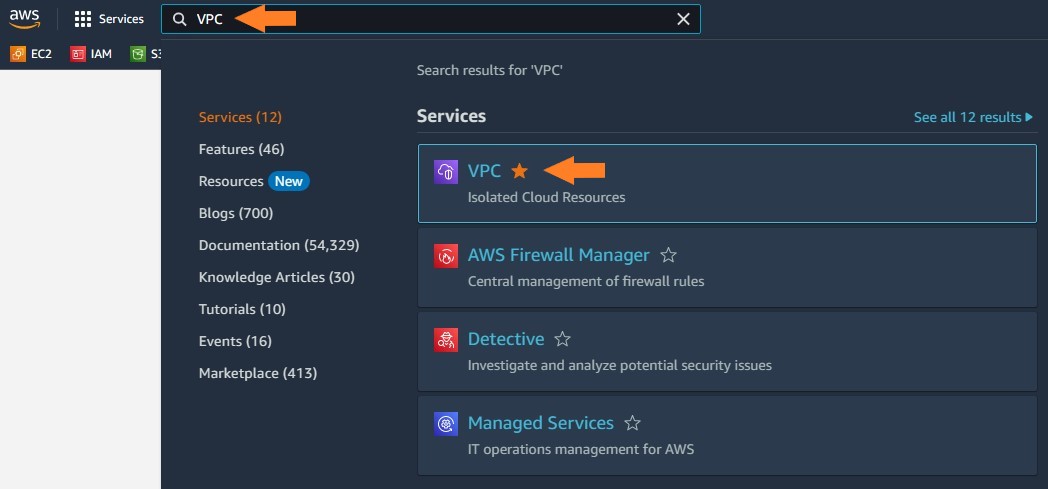 aws
Services
VPC
EC2
IAM
S3
Search results for 'VPC'
Services (12)
Features (46)
Resources New
Blogs (700)
Documentation (54,329)
Knowledge Articles (30)
Tutorials (10)
Events (16)
Marketplace (413)
Services
See all 12 results
VPC
Isolated Cloud Resources
AWS Firewall Manager
Central management of firewall rules
Detective
Investigate and analyze potential security issues
Managed Services
IT operations management for AWS